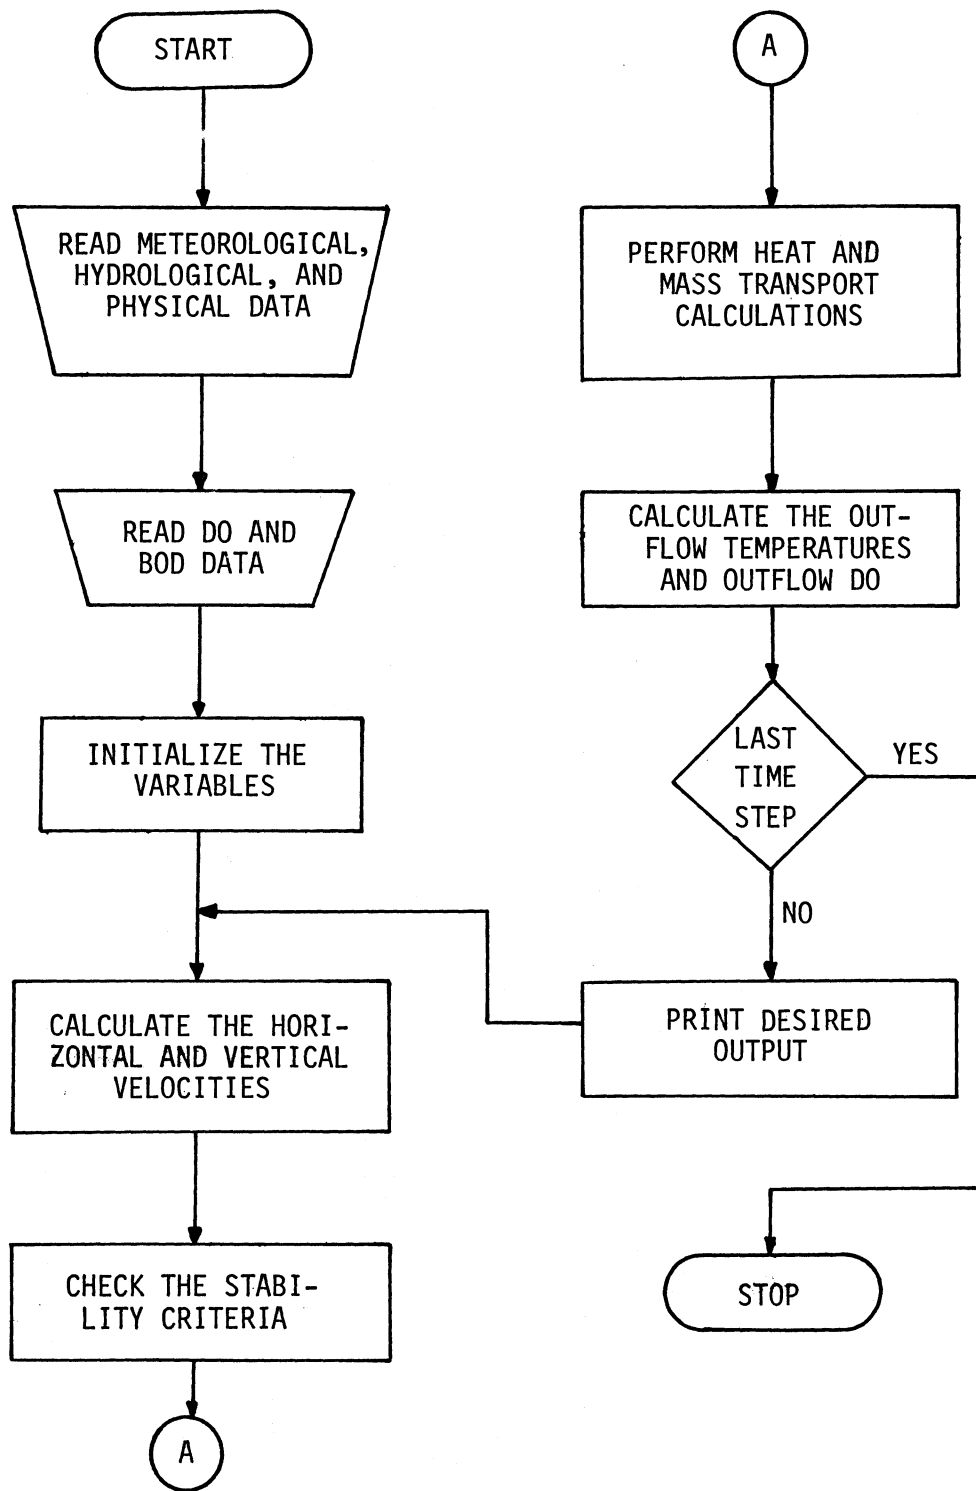 START
READ METEOROLOGICAL,
HYDROLOGICAL, AND
PHYSICAL DATA
READ DO AND
BOD DATA
INITIALIZE THE
VARIABLES
CALCULATE THE HORI-
ZONTAL AND VERTICAL
VELOCITIES
CHECK THE STABI-
LITY CRITERIA
A
A
PERFORM HEAT AND
MASS TRANSPORT
CALCULATIONS
CALCULATE THE OUT-
FLOW TEMPERATURES
AND OUTFLOW DO
LAST
TIME
STEP
YES
NO
PRINT DESIRED
OUTPUT
STOP